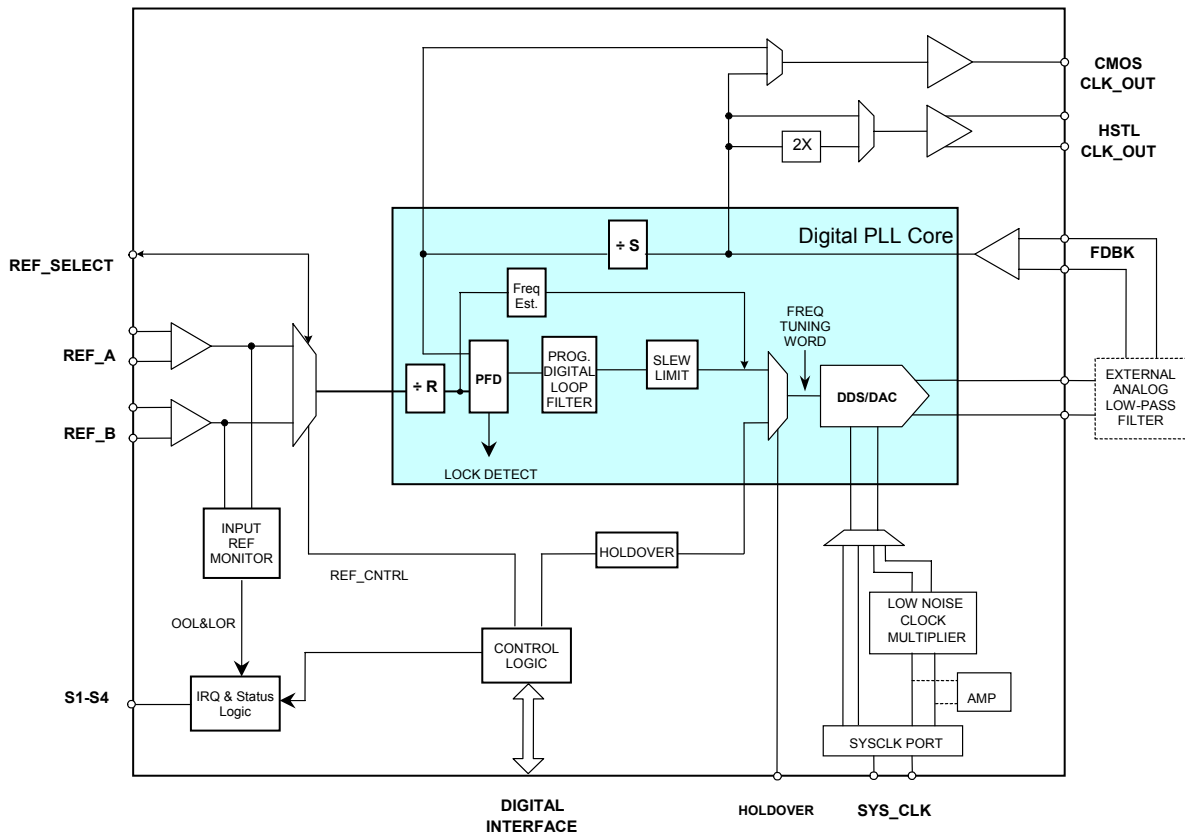 CMOS
CLK_OUT
HSTL
CLK_OUT
2X
Digital PLL Core
÷ S
FDBK
REF_SELECT
Freq
Est.
FREQ
TUNING
WORD
REF_A
÷ R
PFD
PROG.
DIGITAL
LOOP
FILTER
SLEW
LIMIT
DDS/DAC
EXTERNAL
ANALOG
LOW-PASS
FILTER
REF_B
LOCK DETECT
INPUT
REF
MONITOR
REF_CNTRL
HOLDOVER
LOW NOISE
CLOCK
MULTIPLIER
OOL&LOR
CONTROL
LOGIC
AMP
S1-S4
IRQ & Status
Logic
SYSCLK PORT
DIGITAL
INTERFACE
HOLDOVER
SYS_CLK